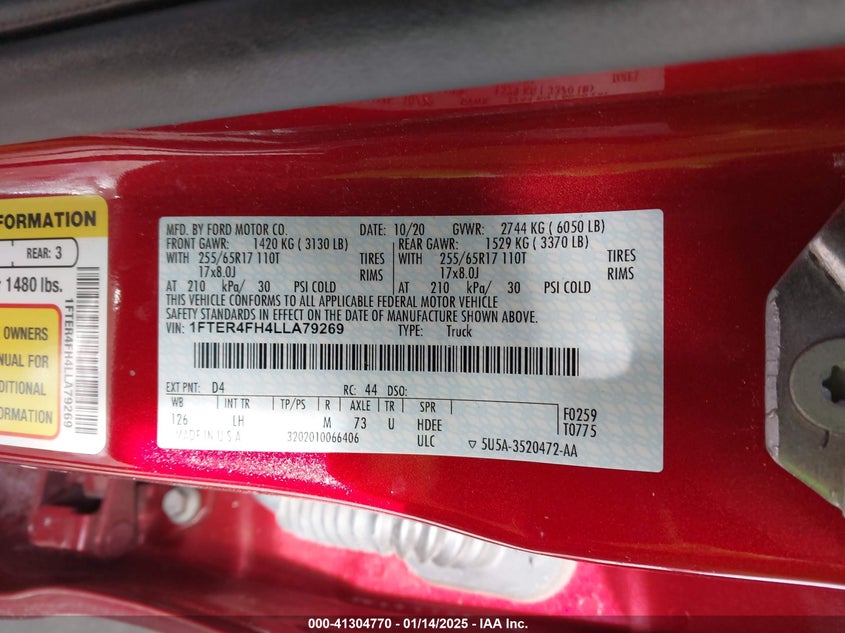 FORMATION
REAR: 3
r 1480 lbs.
OWNERS
NUAL FOR
DITIONAL
ORMATION
1FTER4FH4LLA79269
MFD. BY FORD MOTOR CO. DATE: 10/20 GVWR: 2744 KG ( 6050 LB)
FRONT GAWR: 1420 KG ( 3130 LB) REAR GAWR: 1529 KG ( 3370 LB)
WITH 255/65R17 110T TIRES WITH 255/65R17 110T TIRES
17x8.0J RIMS 17x8.0J RIMS
AT 210 kPa/ 30 PSI COLD AT 210 kPa/ 30 PSI COLD
THIS VEHICLE CONFORMS TO ALL APPLICABLE FEDERAL MOTOR VEHICLE
SAFETY STANDARDS IN EFFECT ON THE DATE OF MANUFACTURE SHOWN ABOVE.
VIN: 1FTER4FH4LLA79269 TYPE: Truck
EXT PNT: D4 RC: 44 DSO:
WB INT TR TP/PS R AXLE TR SPR F0259
126 LH M 73 U HDEE T0775
MADE IN U.S.A. 3202010066406 ULC ▽ 5U5A-3520472-AA
000-41304770 — 01/14/2025 — IAA Inc.